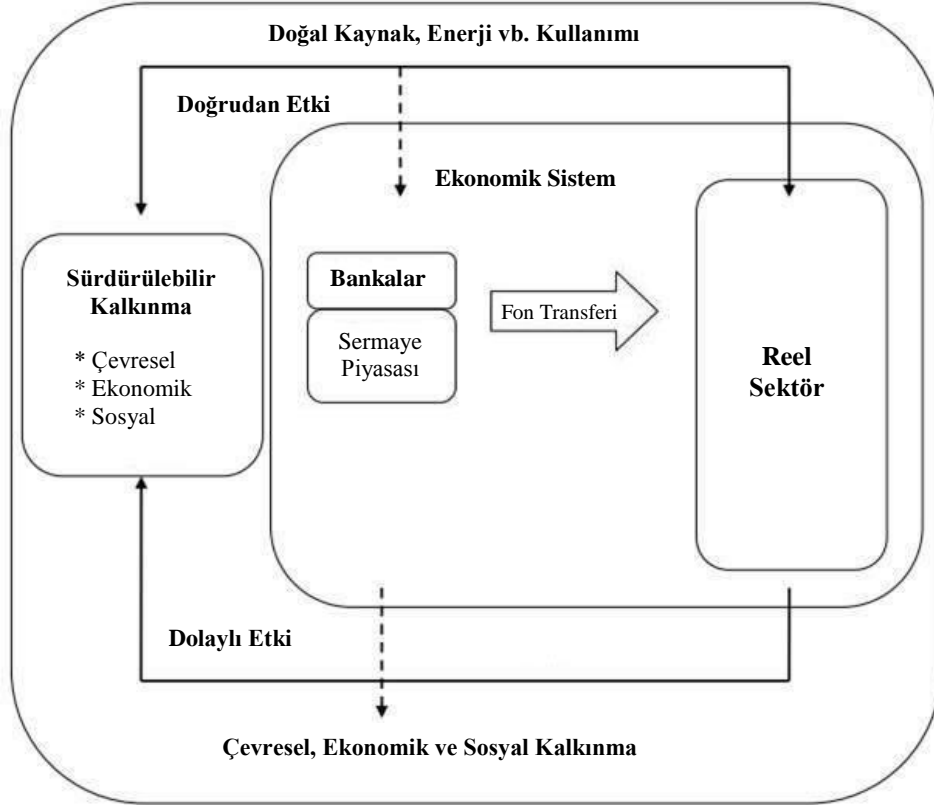 Doğal Kaynak, Enerji vb. Kullanımı
Doğrudan Etki
Ekonomik Sistem
Sürdürülebilir
Kalkınma
* Çevresel
* Ekonomik
* Sosyal
Bankalar
Sermaye
Piyasası
Fon Transferi
Reel
Sektör
Dolaylı Etki
Çevresel, Ekonomik ve Sosyal Kalkınma